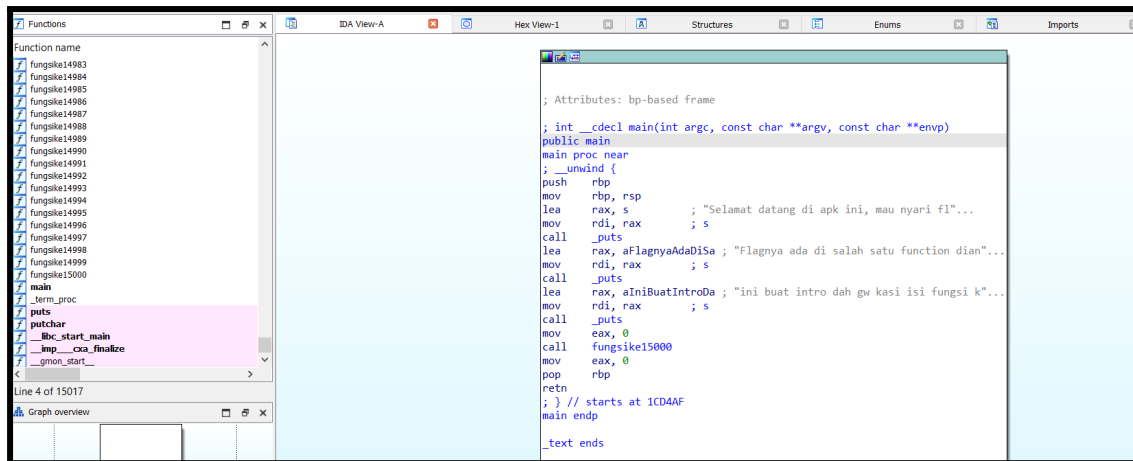 Functions
IDA View-A
Hex View-1
Structures
Enums
Imports
Function name
f fungsike14983
f fungsike14984
f fungsike14985
f fungsike14986
f fungsike14987
f fungsike14988
f fungsike14989
f fungsike14990
f fungsike14991
f fungsike14992
f fungsike14993
f fungsike14994
f fungsike14995
f fungsike14996
f fungsike14997
f fungsike14998
f fungsike14999
f fungsike15000
f main
f _term_proc
f puts
f putchar
f __libc_start_main
f __imp___cxa_finalize
f __gmon_start__
Line 4 of 15017
Graph overview
; Attributes: bp-based frame
; int __cdecl main(int argc, const char **argv, const char **envp)
public main
main proc near
; __unwind {
push rbp
mov rbp, rsp
lea rax, s ; "Selamat datang di apk ini, mau nyari fl"...
mov rdi, rax ; s
call _puts
lea rax, aFlagnyaAdaDiSa ; "Flagnya ada di salah satu function dian"...
mov rdi, rax ; s
call _puts
lea rax, aIniBuatIntroDa ; "ini buat intro dah gw kasi isi fungsi k"...
mov rdi, rax ; s
call _puts
mov eax, 0
call fungsike15000
mov eax, 0
pop rbp
retn
; } // starts at 1CD4AF
main endp
_text ends